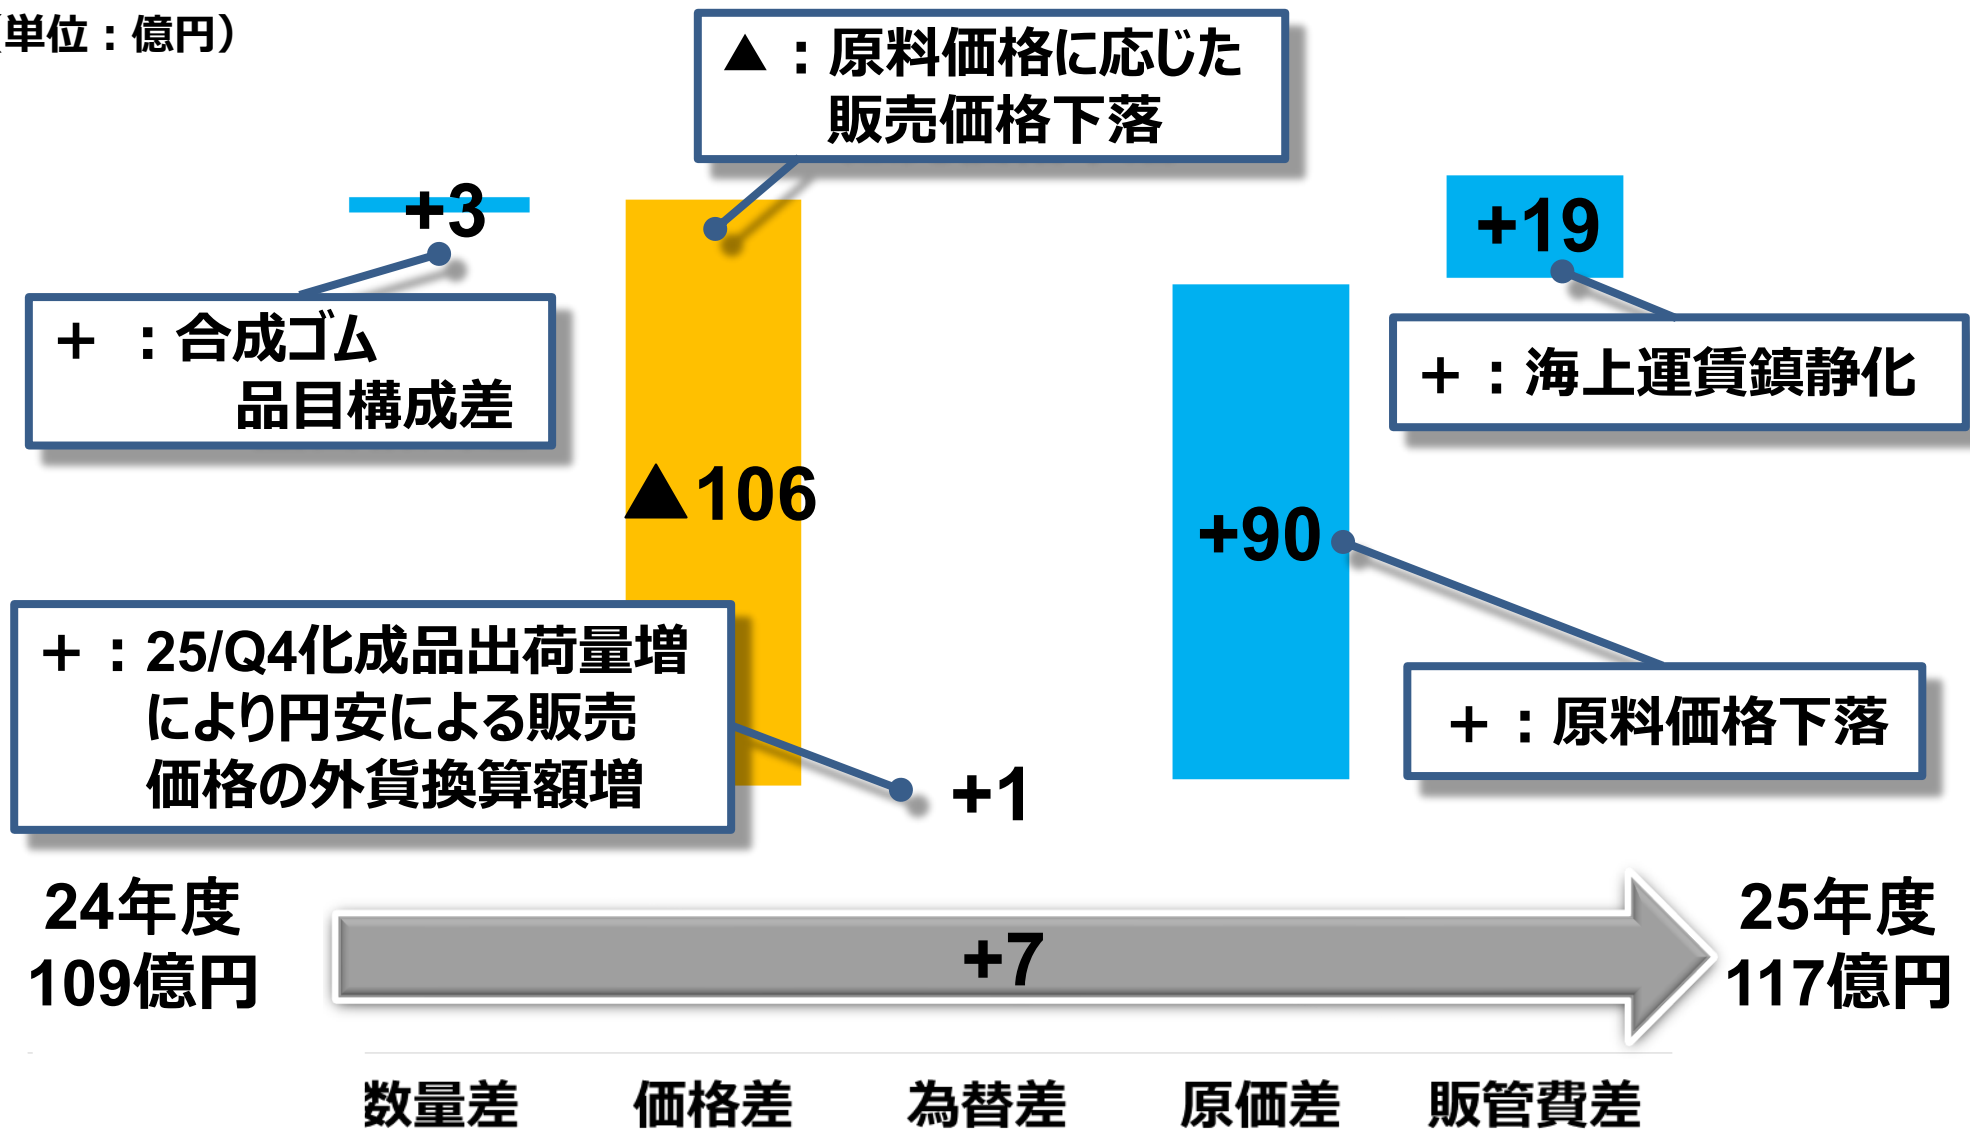 （単位：億円）
▲：原料価格に応じた
販売価格下落
+3
+19
＋ ：合成ゴム
品目構成差
＋：海上運賃鎮静化
▲106
+90
＋：25/Q4化成品出荷量増
により円安による販売
価格の外貨換算額増
＋：原料価格下落
+1
24年度
109億円
+7
25年度
117億円
数量差 価格差 為替差 原価差 販管費差